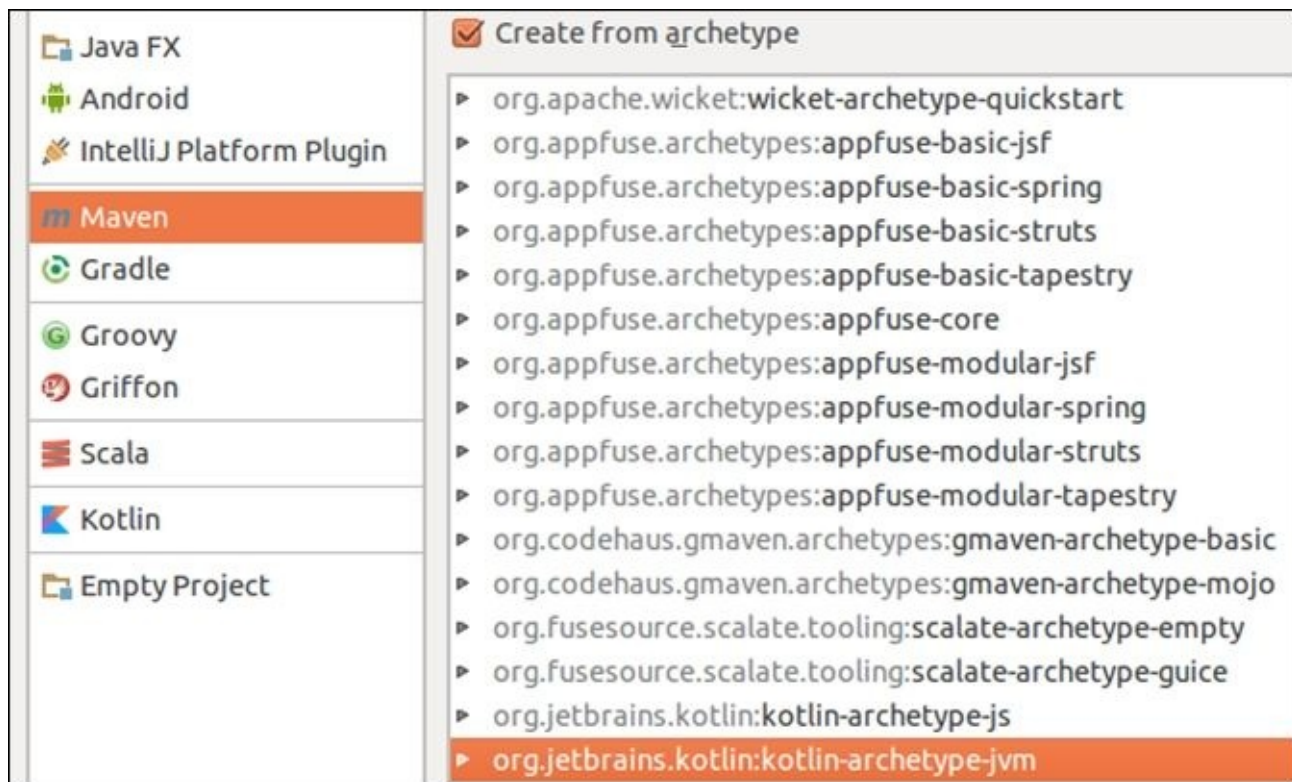 Java FX
Android
IntelliJ Platform Plugin
Maven
Gradle
Groovy
Griffon
Scala
Kotlin
Empty Project
Create from archetype
org.apache.wicket:wicket-archetype-quickstart
org.appfuse.archetypes:appfuse-basic-jsf
org.appfuse.archetypes:appfuse-basic-spring
org.appfuse.archetypes:appfuse-basic-struts
org.appfuse.archetypes:appfuse-basic-tapestry
org.appfuse.archetypes:appfuse-core
org.appfuse.archetypes:appfuse-modular-jsf
org.appfuse.archetypes:appfuse-modular-spring
org.appfuse.archetypes:appfuse-modular-struts
org.appfuse.archetypes:appfuse-modular-tapestry
org.codehaus.gmaven.archetypes:gmaven-archetype-basic
org.codehaus.gmaven.archetypes:gmaven-archetype-mojo
org.fusesource.scalate.tooling:scalate-archetype-empty
org.fusesource.scalate.tooling:scalate-archetype-guice
org.jetbrains.kotlin:kotlin-archetype-js
org.jetbrains.kotlin:kotlin-archetype-jvm